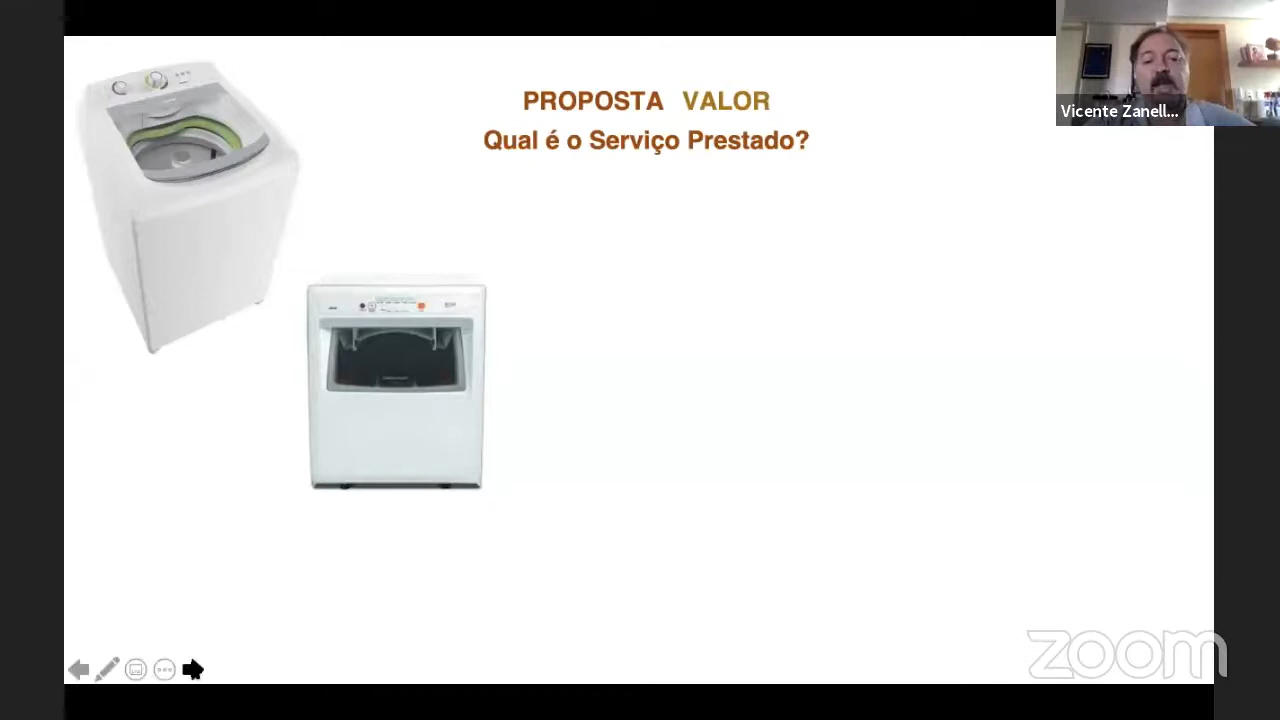 PROPOSTA VALOR
Qual é o Serviço Prestado?
Vicente Zanell...
zoom